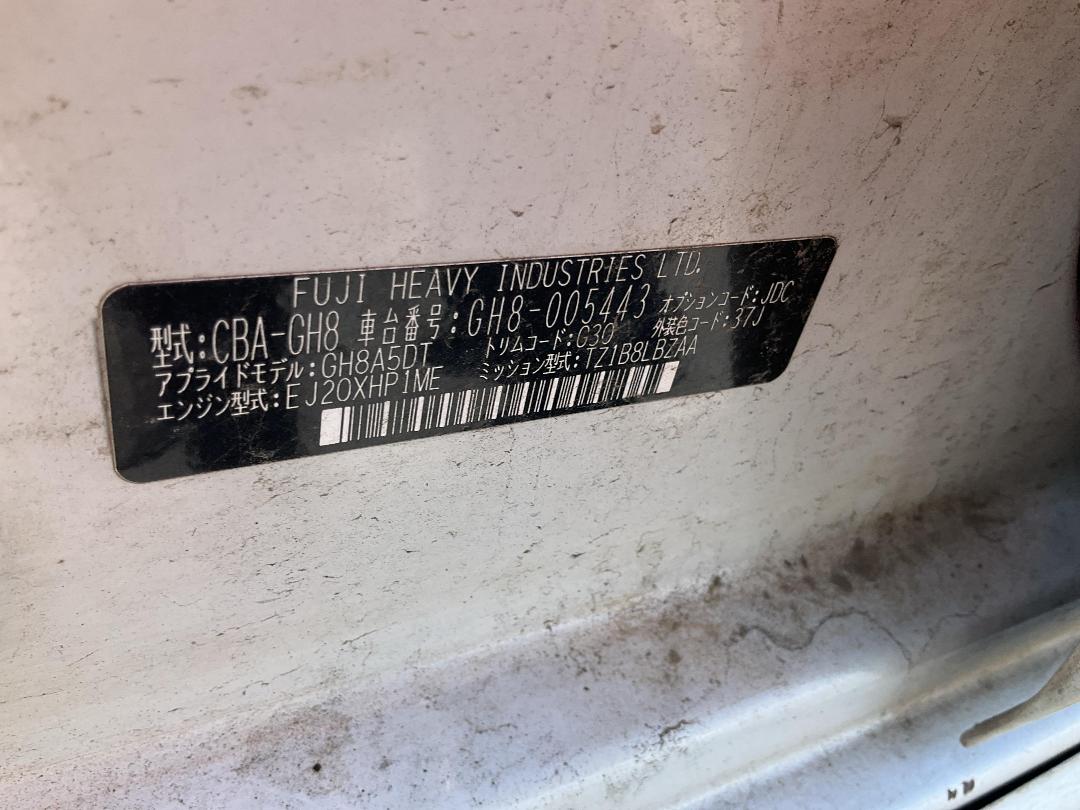 FUJI HEAVY INDUSTRIES LTD.
型式:CBA-GH8 車台番号:GH8-005443 オプションコード:JDC
アプライドモデル:GH8A5DT トリムコード:G30 外装色コード:37J
エンジン型式:EJ20XHP1ME ミッション型式:TZ1B8LBZAA